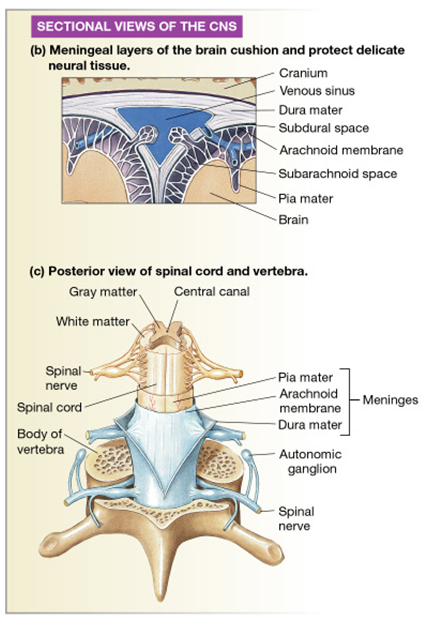 SECTIONAL VIEWS OF THE CNS
(b) Meningeal layers of the brain cushion and protect delicate
neural tissue.
Cranium
Venous sinus
Dura mater
Subdural space
Arachnoid membrane
Subarachnoid space
Pia mater
Brain
(c) Posterior view of spinal cord and vertebra.
Gray matter
Central canal
White matter
Spinal
nerve
Spinal cord
Body of
vertebra
Pia mater
Arachnoid
membrane
Dura mater
Meninges
Autonomic
ganglion
Spinal
nerve